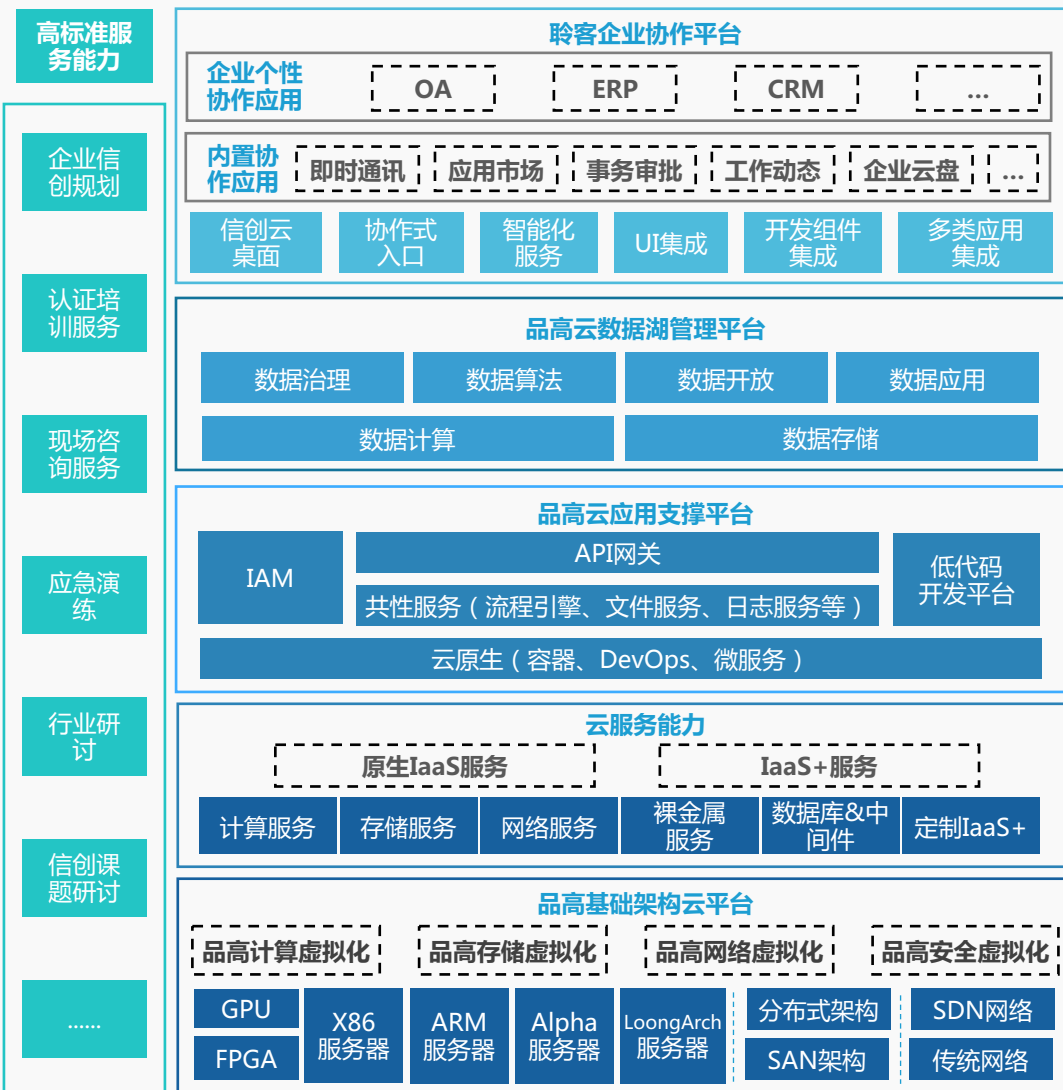 高标准服
务能力
企业信
创规划
认证培
训服务
现场咨
询服务
应急演
练
行业研
讨
信创课
题研讨
......
聆客企业协作平台
企业个性
协作应用
OA
ERP
CRM
...
内置协
作应用
即时通讯
应用市场
事务审批
工作动态
企业云盘
...
信创云
桌面
协作式
入口
智能化
服务
UI集成
开发组件
集成
多类应用
集成
品高云数据湖管理平台
数据治理
数据算法
数据开放
数据应用
数据计算
数据存储
品高云应用支撑平台
IAM
API网关
共性服务（流程引擎、文件服务、日志服务等）
低代码
开发平台
云原生（容器、DevOps、微服务）
云服务能力
原生IaaS服务
IaaS+服务
计算服务
存储服务
网络服务
裸金属
服务
数据库&中
间件
定制IaaS+
品高基础架构云平台
品高计算虚拟化
品高存储虚拟化
品高网络虚拟化
品高安全虚拟化
GPU
FPGA
X86
服务器
ARM
服务器
Alpha
服务器
LoongArch
服务器
分布式架构
SAN架构
SDN网络
传统网络